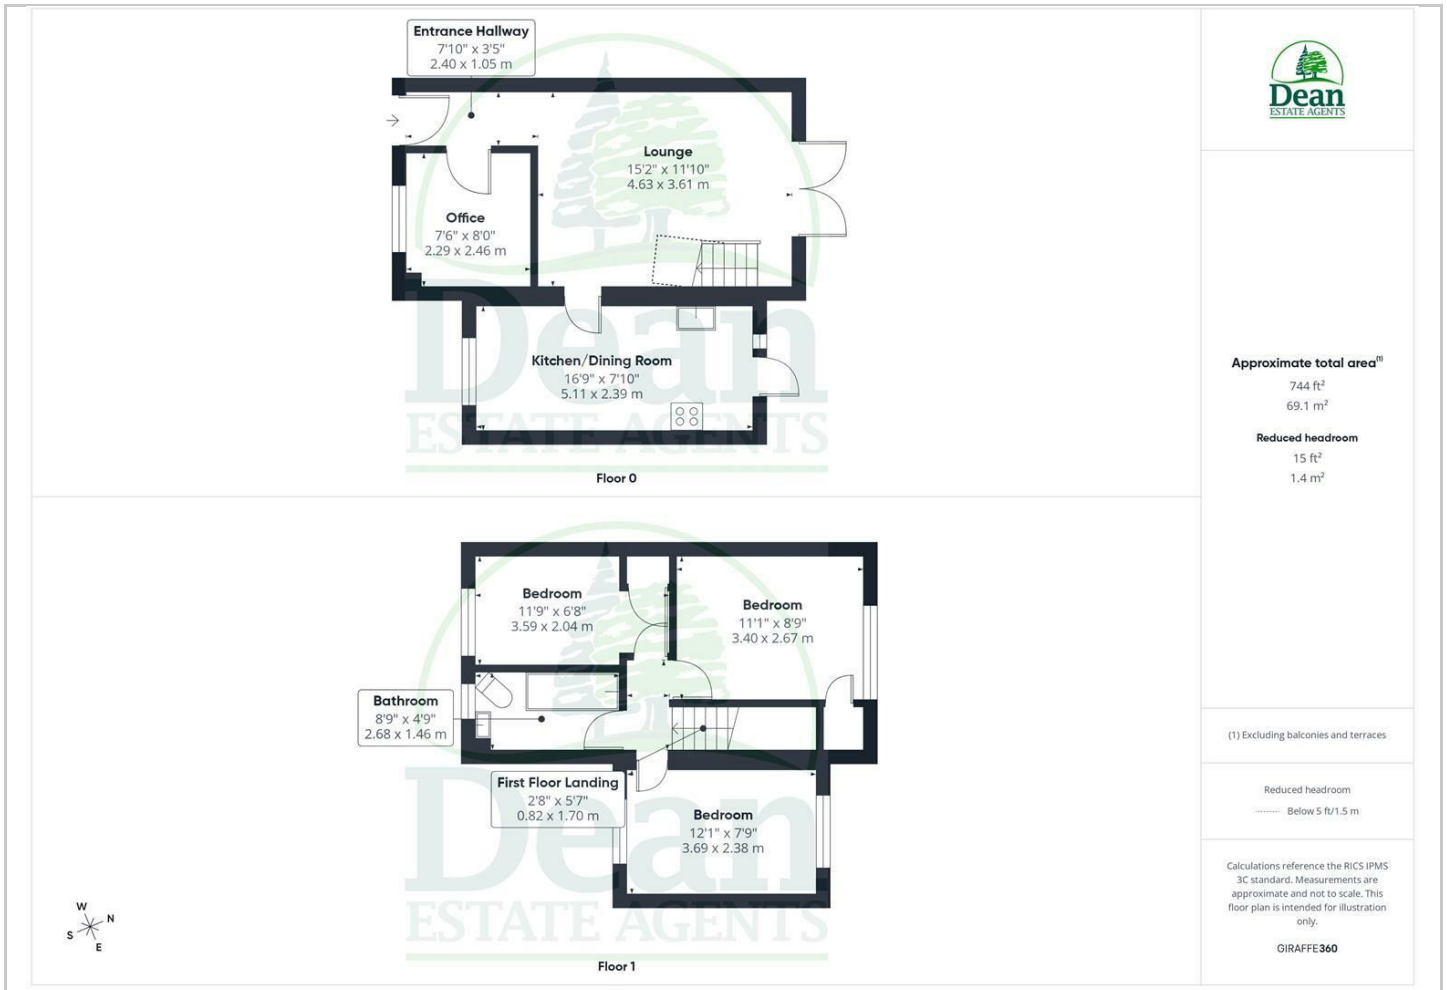 Entrance Hallway
7'10" x 3'5"
2.40 x 1.05 m
Lounge
15'2" x 11'10"
4.63 x 3.61 m
Office
7'6" x 8'0"
2.29 x 2.46 m
Kitchen/Dining Room
16'9" x 7'10"
5.11 x 2.39 m
Dean
ESTATE AGENTS
Floor 0
Bedroom
11'9" x 6'8"
3.59 x 2.04 m
Bedroom
11'1" x 8'9"
3.40 x 2.67 m
Bathroom
8'9" x 4'9"
2.68 x 1.46 m
First Floor Landing
2'8" x 5'7"
0.82 x 1.70 m
Bedroom
12'1" x 7'9"
3.69 x 2.38 m
Dean
ESTATE AGENTS
Floor 1
W
N
S
E
Dean
ESTATE AGENTS
Approximate total area(1)
744 ft²
69.1 m²
Reduced headroom
15 ft²
1.4 m²
(1) Excluding balconies and terraces
Reduced headroom
Below 5 ft/1.5 m
Calculations reference the RICS IPMS
3C standard. Measurements are
approximate and not to scale. This
floor plan is intended for illustration
only.
GIRAFFE360